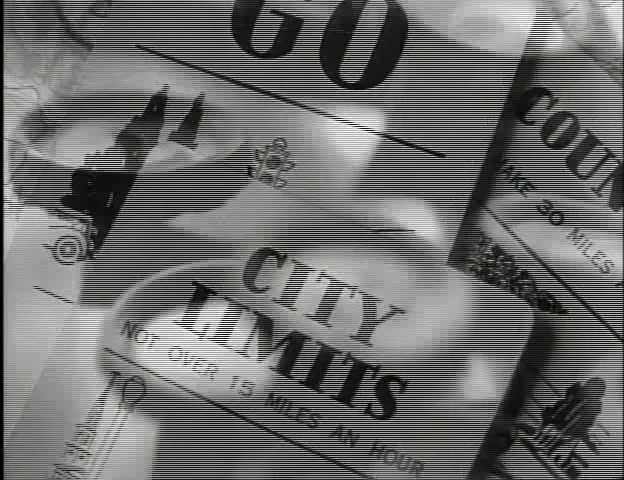 GO
COUN
TAKE 30 MILES
CITY
LIMITS
NOT OVER 15 MILES AN HOUR